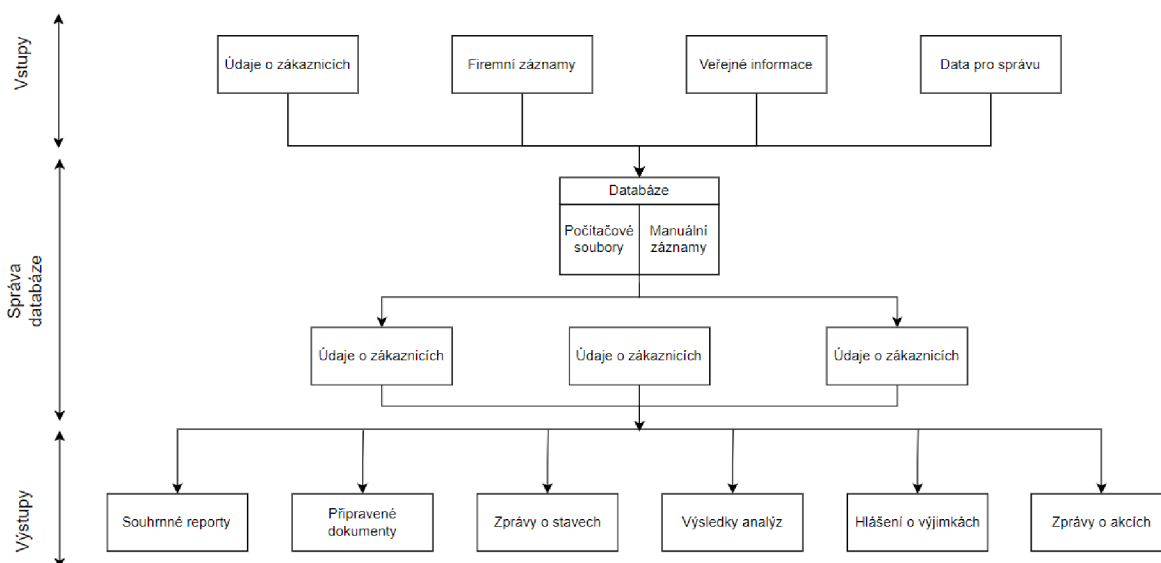 Vstupy
Údaje o zákaznicích
Firemní záznamy
Veřejné informace
Data pro správu
Správa
databáze
Databáze
Počítačové
soubory
Manuální
záznamy
Údaje o zákaznicích
Údaje o zákaznicích
Údaje o zákaznicích
Výstupy
Souhrnné reporty
Připravené
dokumenty
Zprávy o stavech
Výsledky analýz
Hlášení o výjimkách
Zprávy o akcích